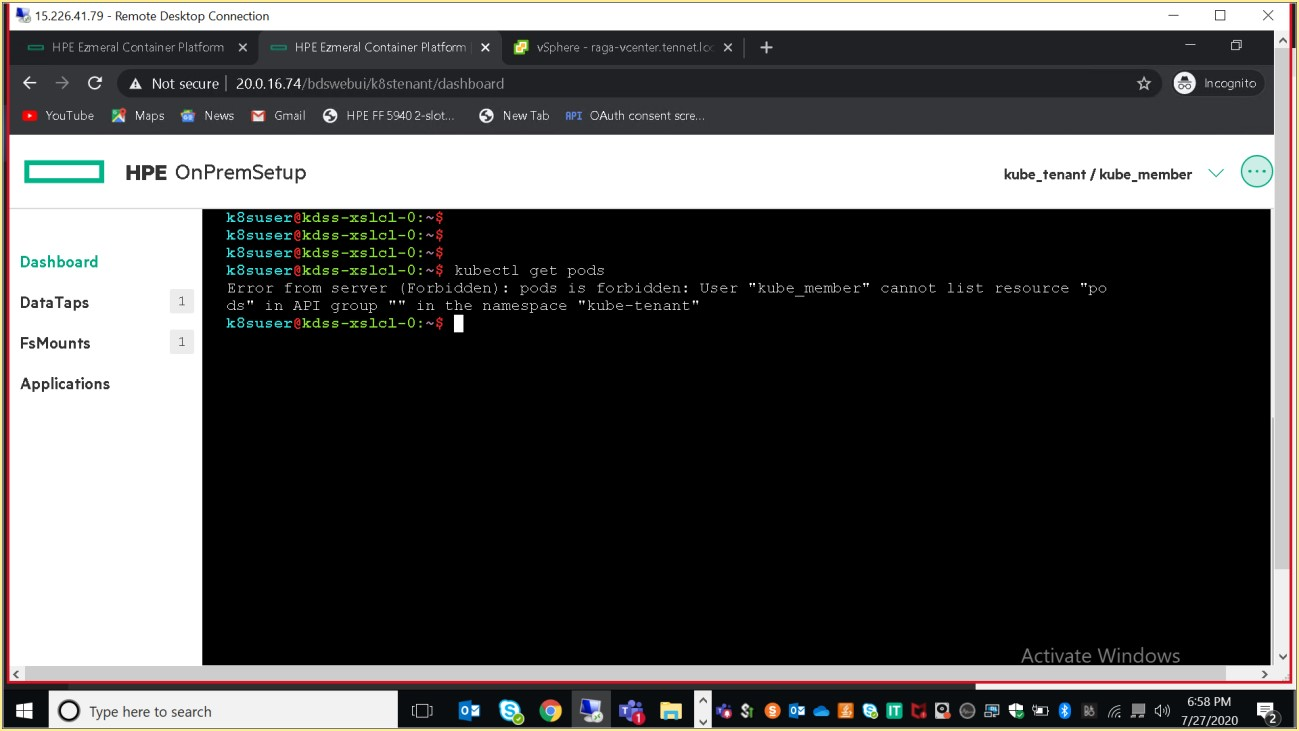 15.226.41.79 - Remote Desktop Connection
HPE Ezmeral Container Platform
HPE Ezmeral Container Platform
vSphere - raga-vcenter.tennet.lcc
Not secure
20.0.16.74/bdswebui/k8stenant/dashboard
Incognito
YouTube
Maps
News
Gmail
HPE FF 5940 2-slot...
New Tab
API OAuth consent scre...
HPE OnPremSetup
kube_tenant / kube_member
Dashboard
DataTaps 1
FsMounts 1
Applications
k8suser@kdss-xslcl-0:~$
k8suser@kdss-xslcl-0:~$
k8suser@kdss-xslcl-0:~$
k8suser@kdss-xslcl-0:~$ kubectl get pods
Error from server (Forbidden): pods is forbidden: User "kube_member" cannot list resource "po
ds" in API group "" in the namespace "kube-tenant"
k8suser@kdss-xslcl-0:~$
Activate Windows
Type here to search
1
6:58 PM
7/27/2020
2